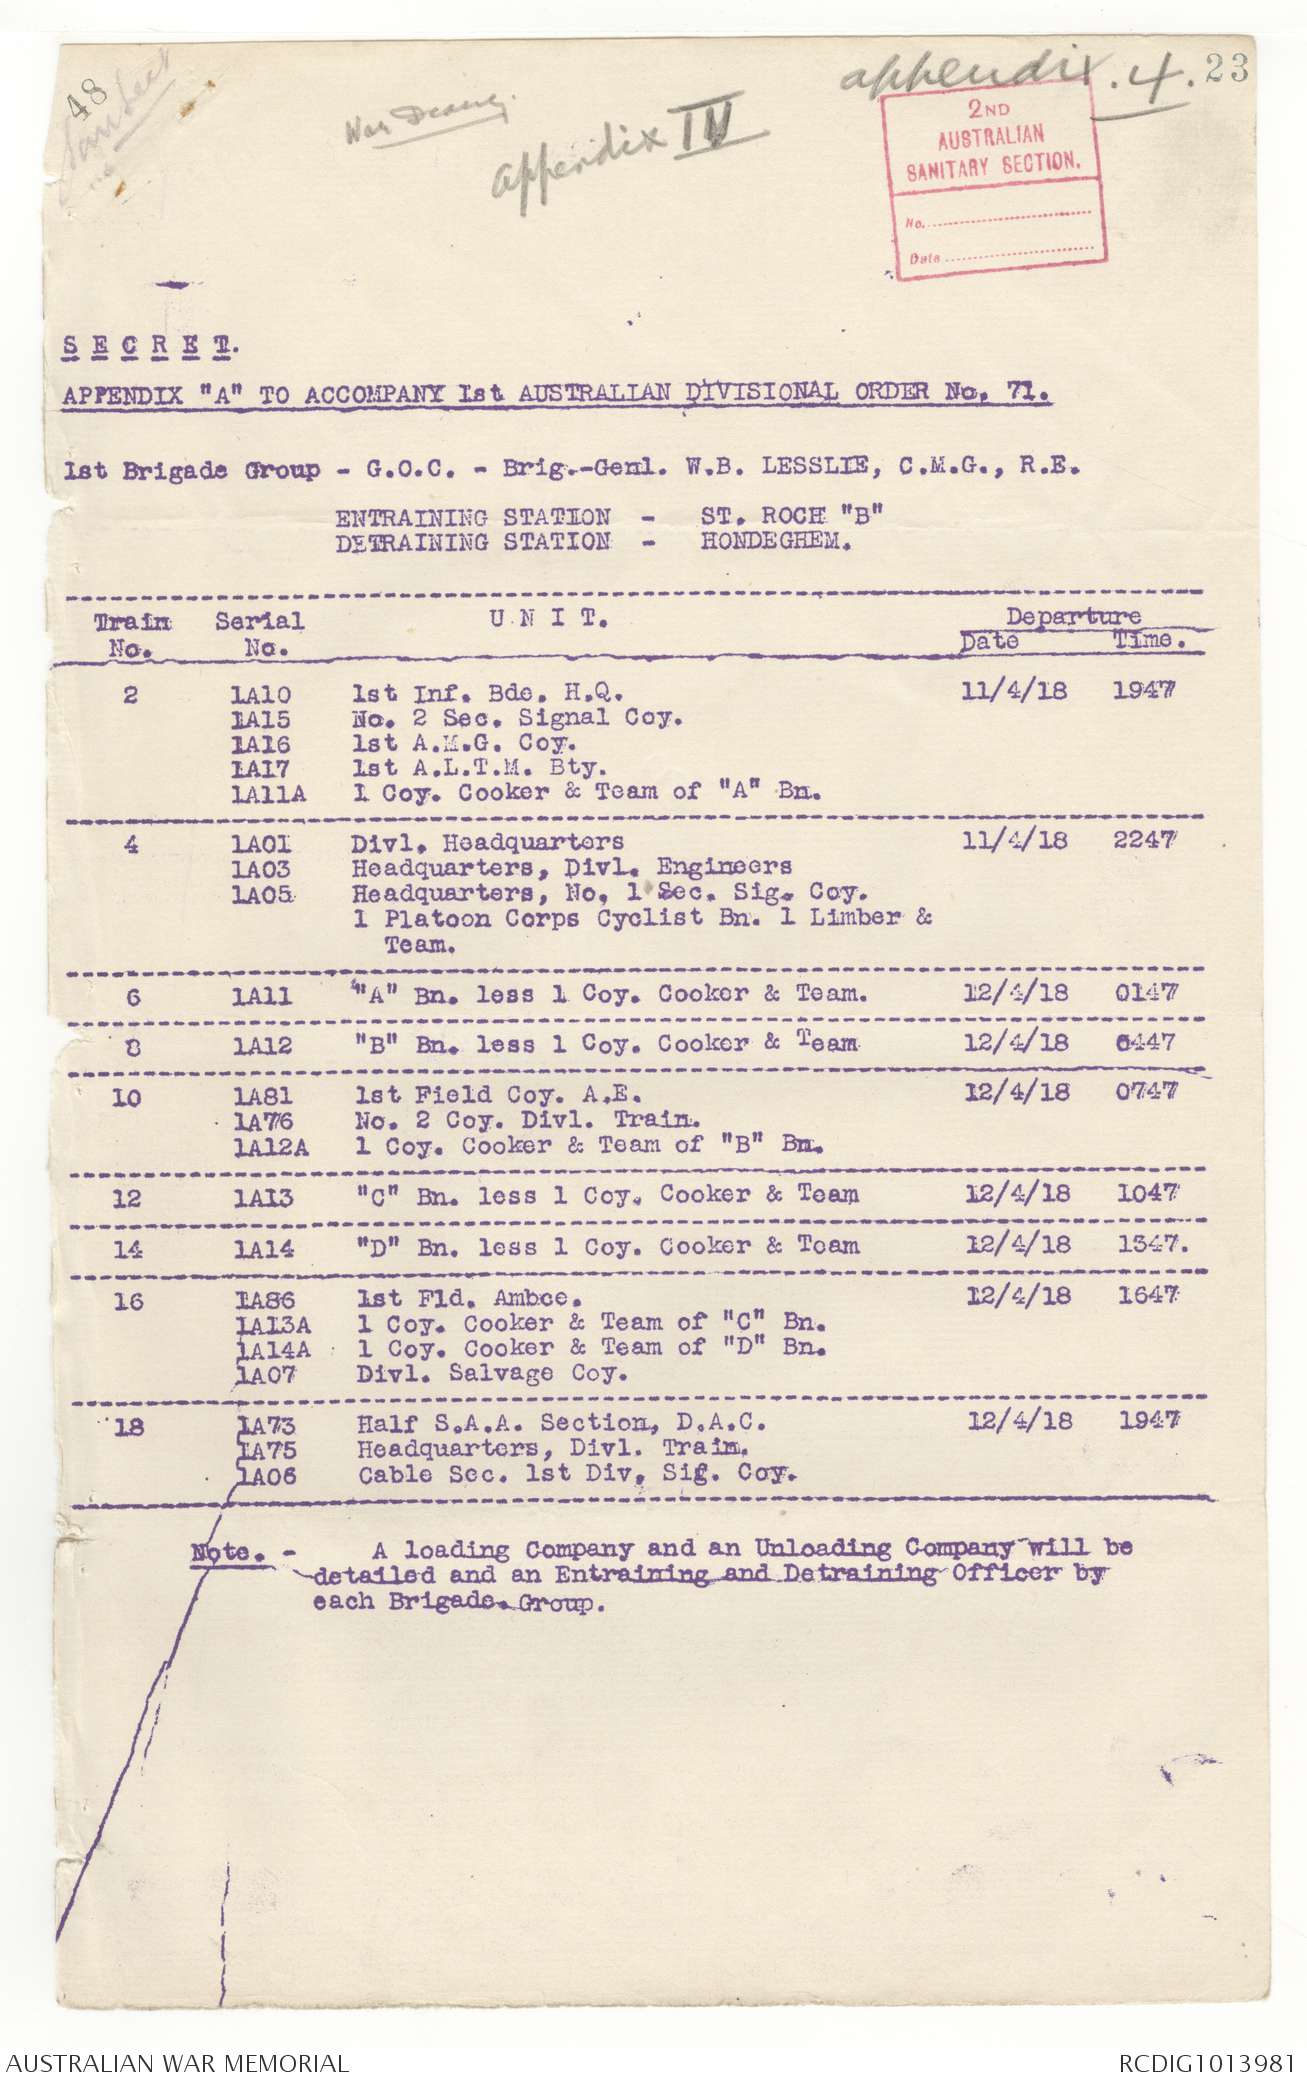 48
San Sect
War Diary.
Appendix IV
appendix. 4. 23
2ND
AUSTRALIAN
SANITARY SECTION.
No.
Date
S E C R E T.
APPENDIX "A" TO ACCOMPANY 1st AUSTRALIAN DIVISIONAL ORDER No. 71.
1st Brigade Group - G.O.C. - Brig.-Genl. W.B. LESSLIE, C.M.G., R.E.
ENTRAINING STATION - ST. ROCH "B"
DETRAINING STATION - HONDEGHEM.
Train Serial U N I T. Departure
No. No. Date Time.
2 1A10 1st Inf. Bde. H.Q. 11/4/18 1947
1A15 No. 2 Sec. Signal Coy.
1A16 1st A.M.G. Coy.
1A17 1st A.L.T.M. Bty.
1A11A 1 Coy. Cooker & Team of "A" Bn.
4 1A01 Divl. Headquarters 11/4/18 2247
1A03 Headquarters, Divl. Engineers
1A05 Headquarters, No, 1 Sec. Sig. Coy.
1 Platoon Corps Cyclist Bn. 1 Limber &
Team.
6 1A11 "A" Bn. less 1 Coy. Cooker & Team. 12/4/18 0147
8 1A12 "B" Bn. less 1 Coy. Cooker & Team 12/4/18 0447
10 1A81 1st Field Coy. A.E. 12/4/18 0747
1A76 No. 2 Coy. Divl. Train.
1A12A 1 Coy. Cooker & Team of "B" Bn.
12 1A13 "C" Bn. less 1 Coy. Cooker & Team 12/4/18 1047
14 1A14 "D" Bn. less 1 Coy. Cooker & Team 12/4/18 1347.
16 1A86 1st Fld. Ambce. 12/4/18 1647
1A13A 1 Coy. Cooker & Team of "C" Bn.
1A14A 1 Coy. Cooker & Team of "D" Bn.
1A07 Divl. Salvage Coy.
18 1A73 Half S.A.A. Section, D.A.C. 12/4/18 1947
1A75 Headquarters, Divl. Train.
1A06 Cable Sec. 1st Div, Sig. Coy.
Note. - A loading Company and an Unloading Company will be
detailed and an Entraining and Detraining Officer by
each Brigade. Group.
AUSTRALIAN WAR MEMORIAL RCDIG1013981